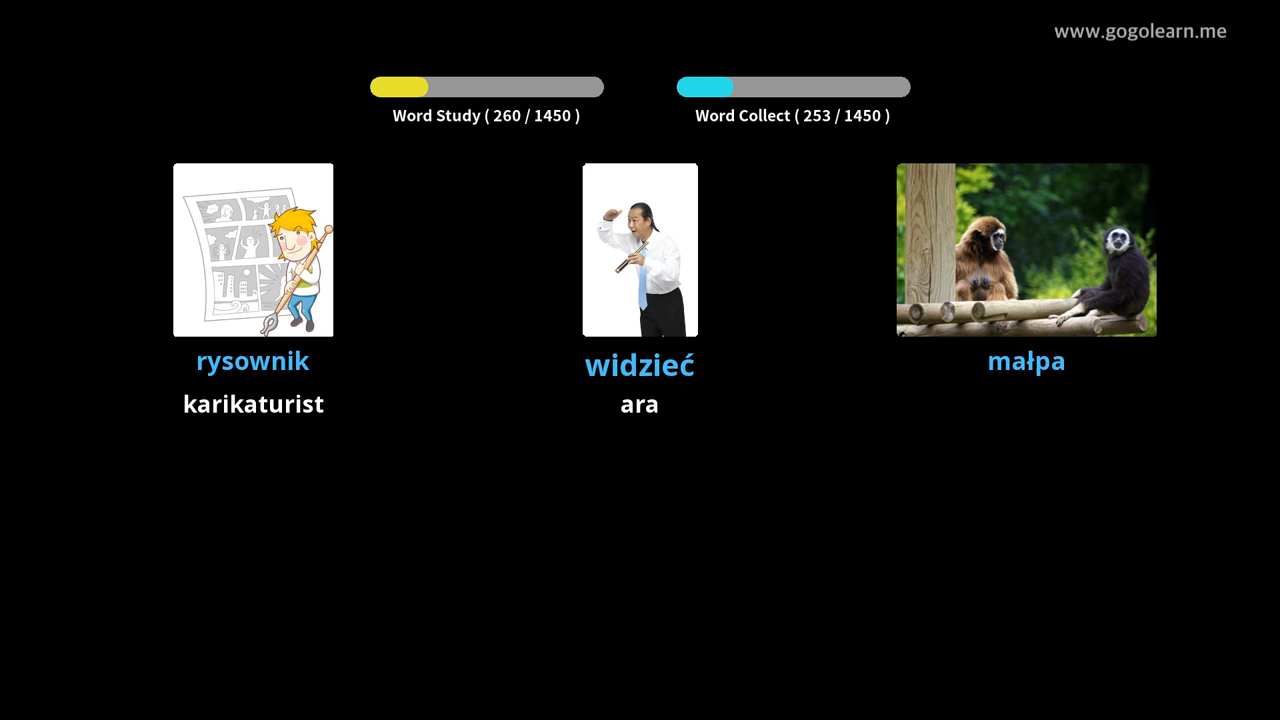 www.gogolearn.me
Word Study ( 260 / 1450 )
Word Collect ( 253 / 1450 )
rysownik
widzieć
małpa
karikaturist
ara